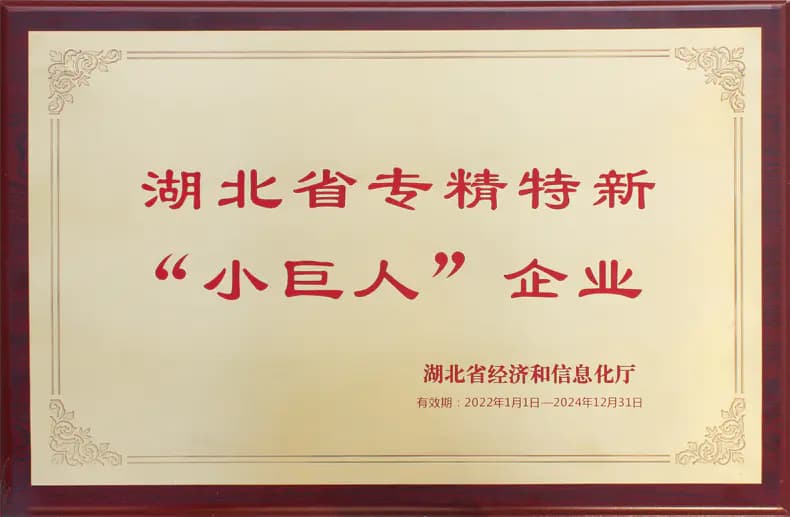 湖北省专精特新
“小巨人”企业
湖北省经济和信息化厅
有效期：2022年1月1日—2024年12月31日